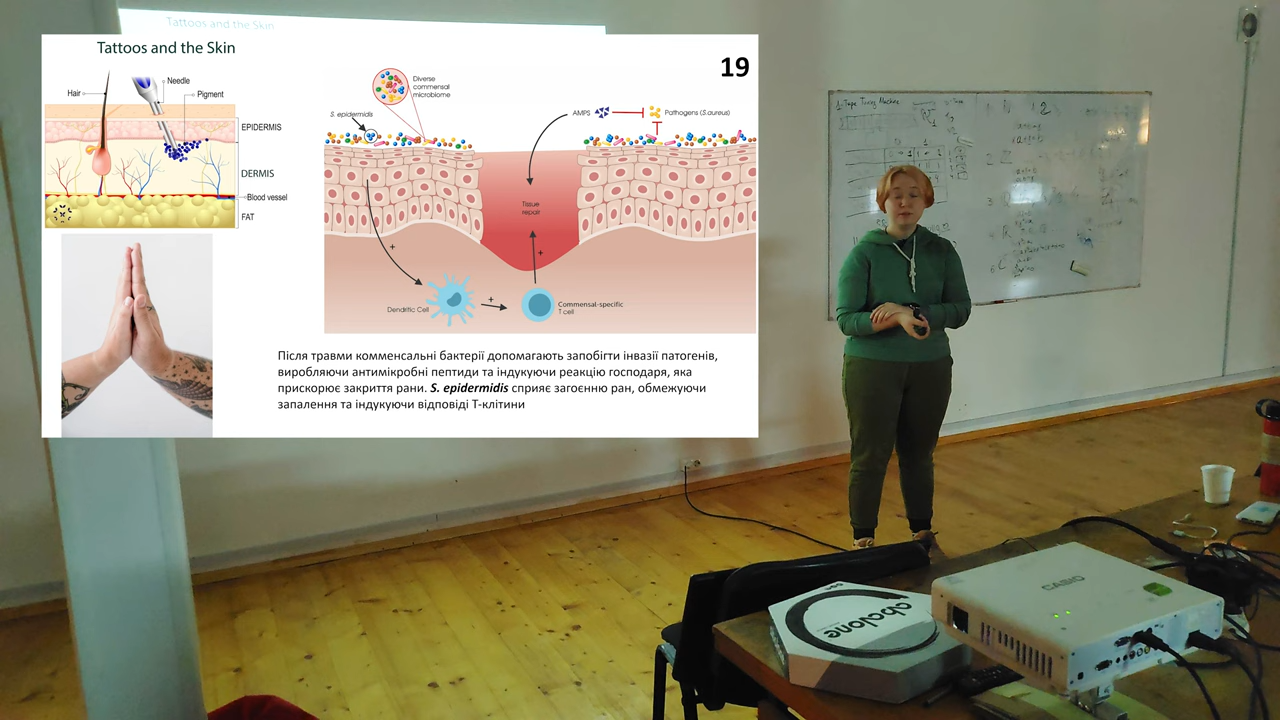 Tattoos and the Skin
Tattoos and the Skin
19
Hair
Needle
Pigment
EPIDERMIS
DERMIS
Blood vessel
FAT
Diverse
commensal
microbiome
S. epidermidis
AMPS
Pathogens (S.aureus)
Tissue
repair
+
+
+
Dendritic Cell
Commensal-specific
T cell
Після травми комменсальні бактерії допомагають запобігти інвазії патогенів,
виробляючи антимікробні пептиди та індукуючи реакцію господаря, яка
прискорює закриття рани. S. epidermidis сприяє загоєнню ран, обмежуючи
запалення та індукуючи відповіді Т-клітини
abalone
CASIO